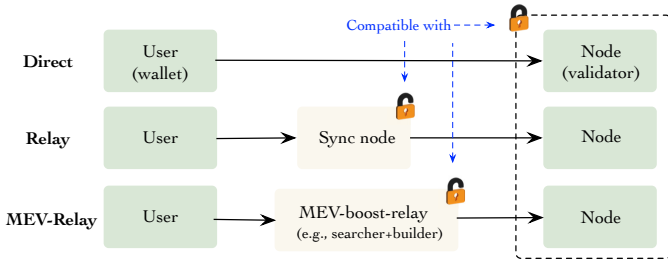 Compatible with
Direct
User
(wallet)
Node
(validator)
Relay
User
Sync node
Node
MEV-Relay
User
MEV-boost-relay
(e.g., searcher+builder)
Node